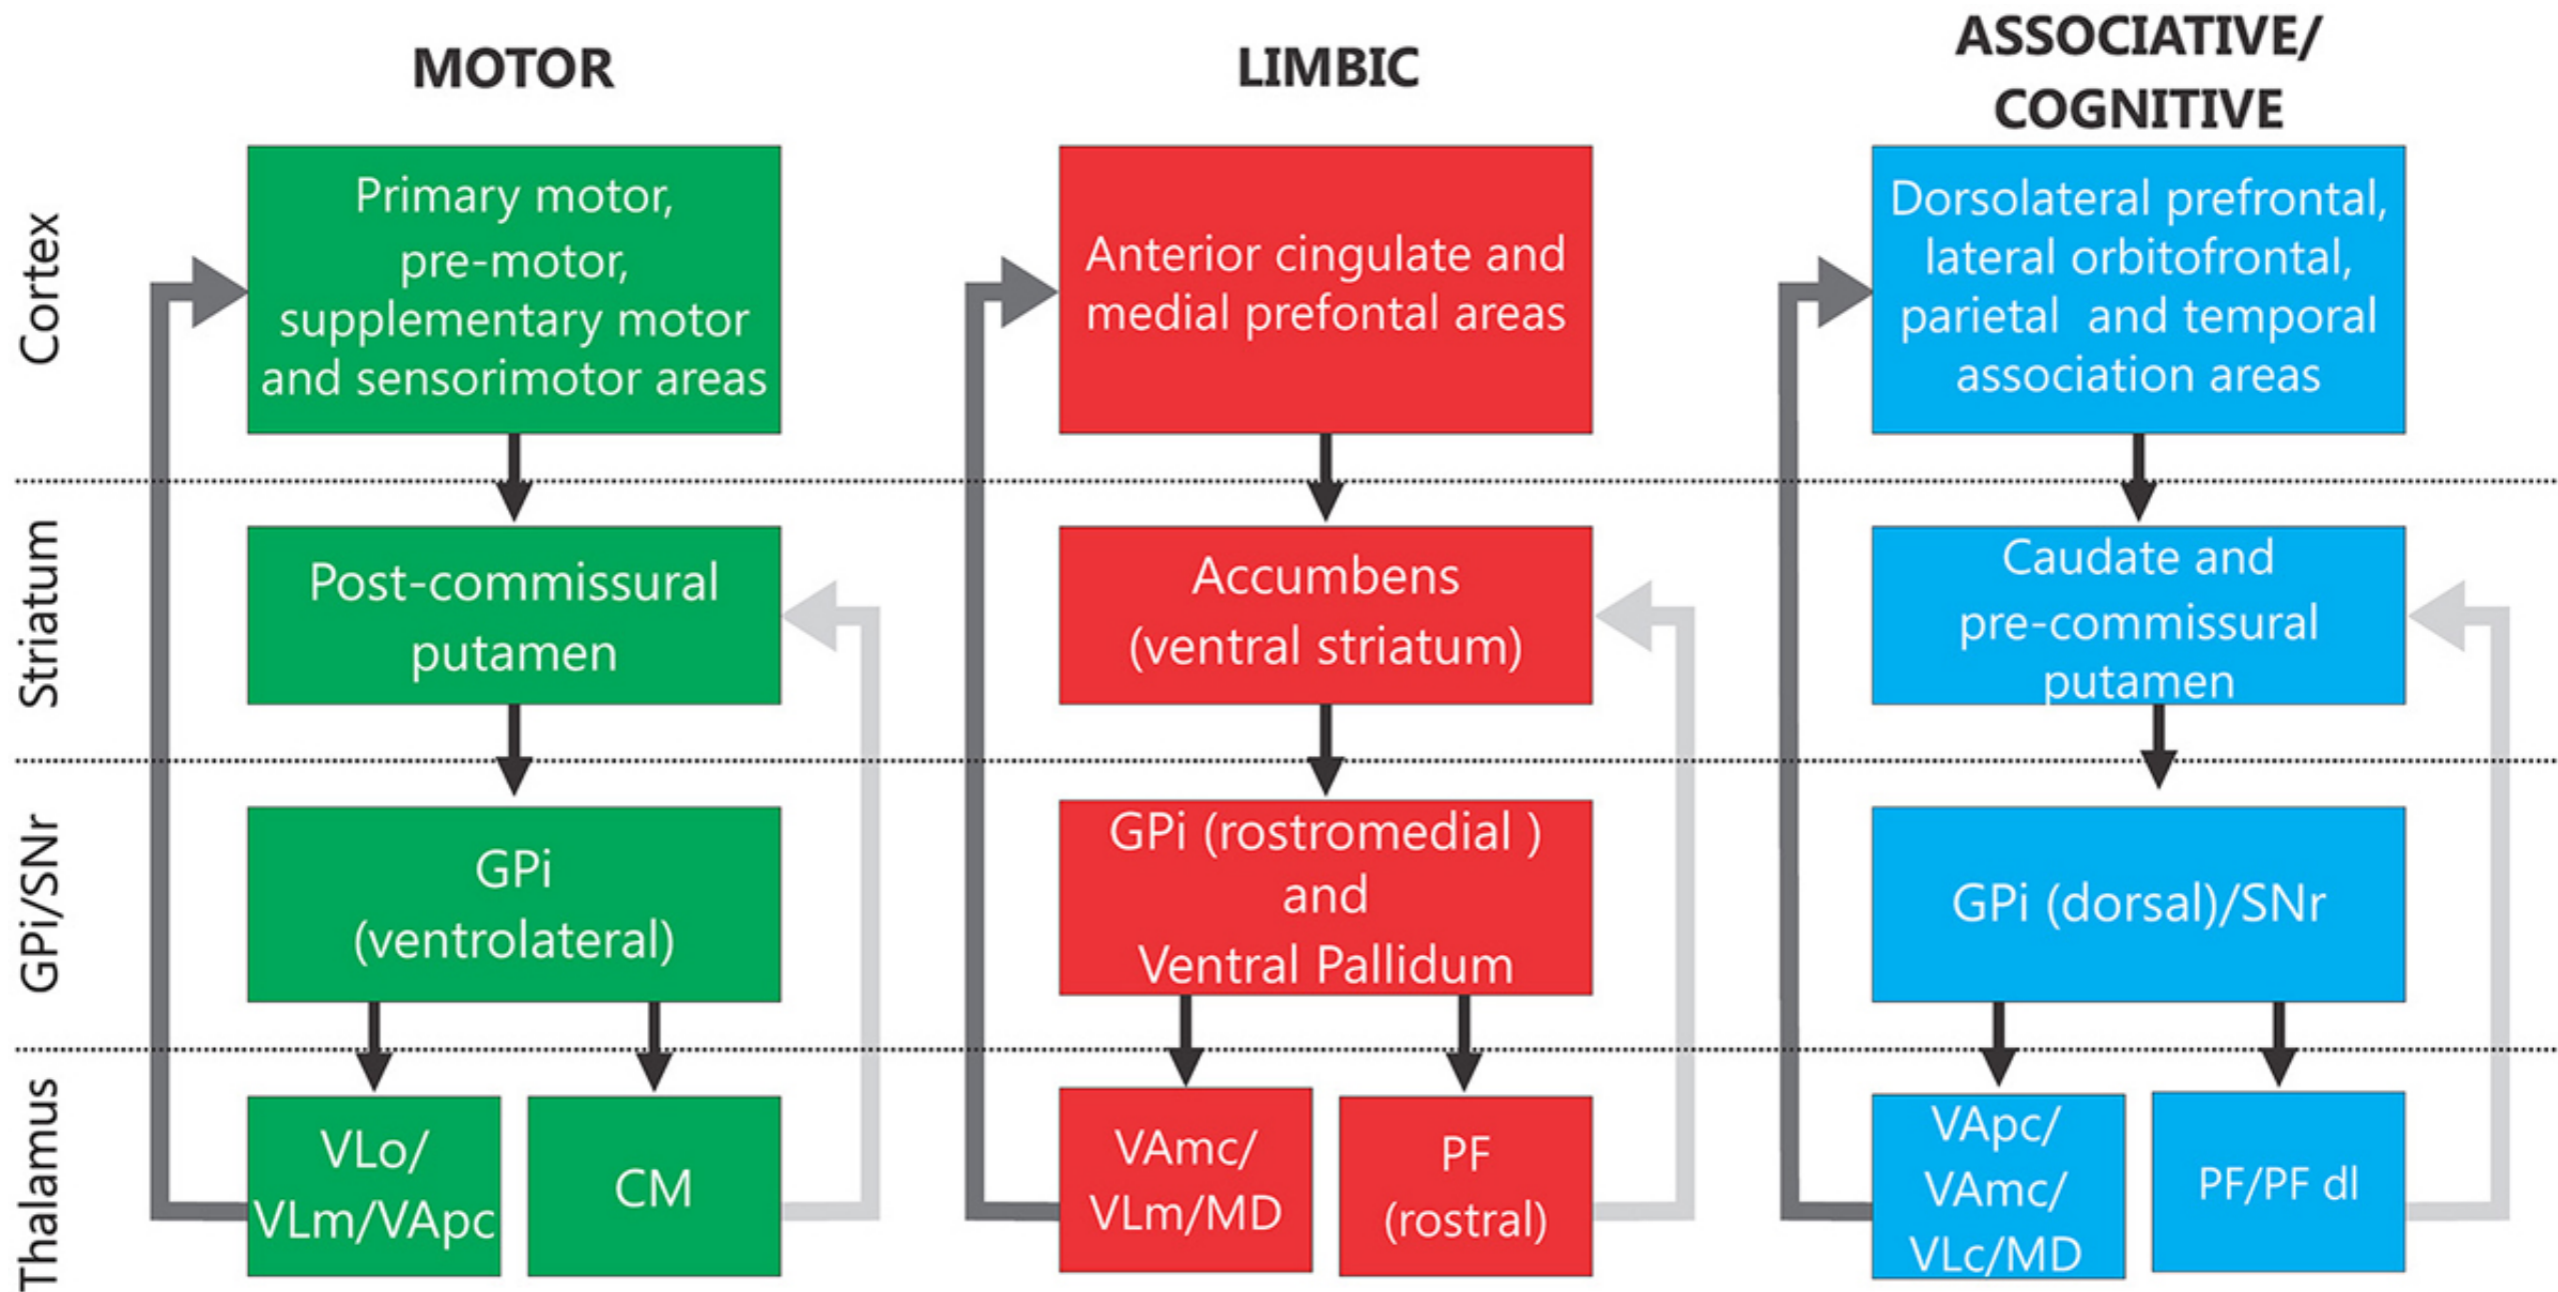 MOTOR
LIMBIC
ASSOCIATIVE/
COGNITIVE
Cortex
Primary motor,
pre-motor,
supplementary motor
and sensorimotor areas
Anterior cingulate and
medial prefontal areas
Dorsolateral prefrontal,
lateral orbitofrontal,
parietal and temporal
association areas
Striatum
Post-commissural
putamen
Accumbens
(ventral striatum)
Caudate and
pre-commissural
putamen
GPi/SNr
GPi
(ventrolateral)
GPi (rostromedial )
and
Ventral Pallidum
GPi (dorsal)/SNr
Thalamus
VLo/
VLm/VApc
CM
VAmc/
VLm/MD
PF
(rostral)
VApc/
VAmc/
VLc/MD
PF/PF dl